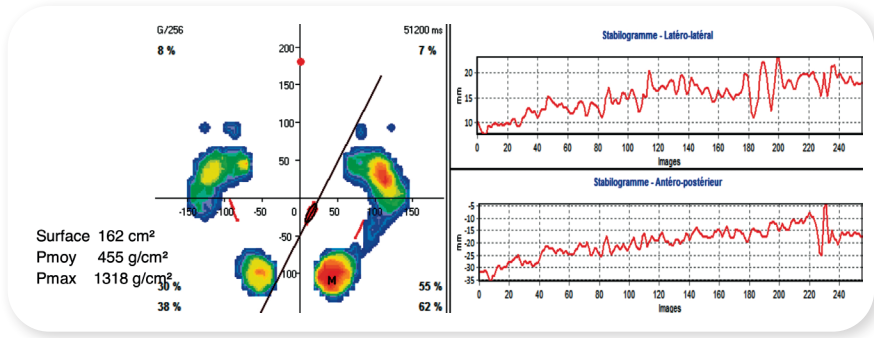 G/256
51200 ms
8 %
7 %
200
150
100
50
-150
-100
-50
0
50
100
150
-50
100
M
Surface 162 cm²
Pmoy 455 g/cm²
Pmax 1318 g/cm²
30 %
55 %
38 %
62 %
Stabilogramme - Latéro-latéral
mm
20
15
10
0 20 40 60 80 100 120 140 160 180 200 220 240
Images
Stabilogramme - Antéro-postérieur
mm
-5
-10
-15
-20
-25
-30
-35
0 20 40 60 80 100 120 140 160 180 200 220 240
Images